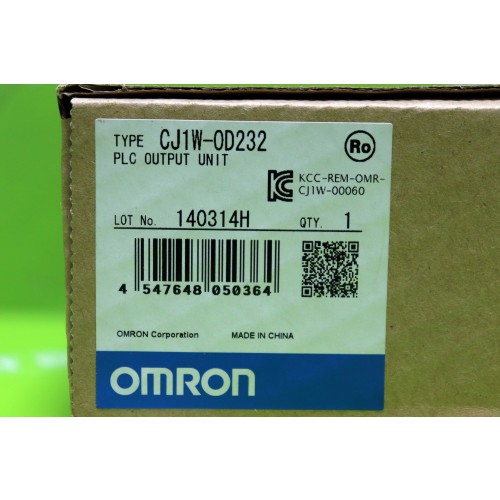 TYPE CJ1W-OD232
PLC OUTPUT UNIT
Ro
KCC-REM-OMR-
CJ1W-00060
LOT No. 140314H QTY. 1
4 547648 050364
OMRON Corporation MADE IN CHINA
OMRON